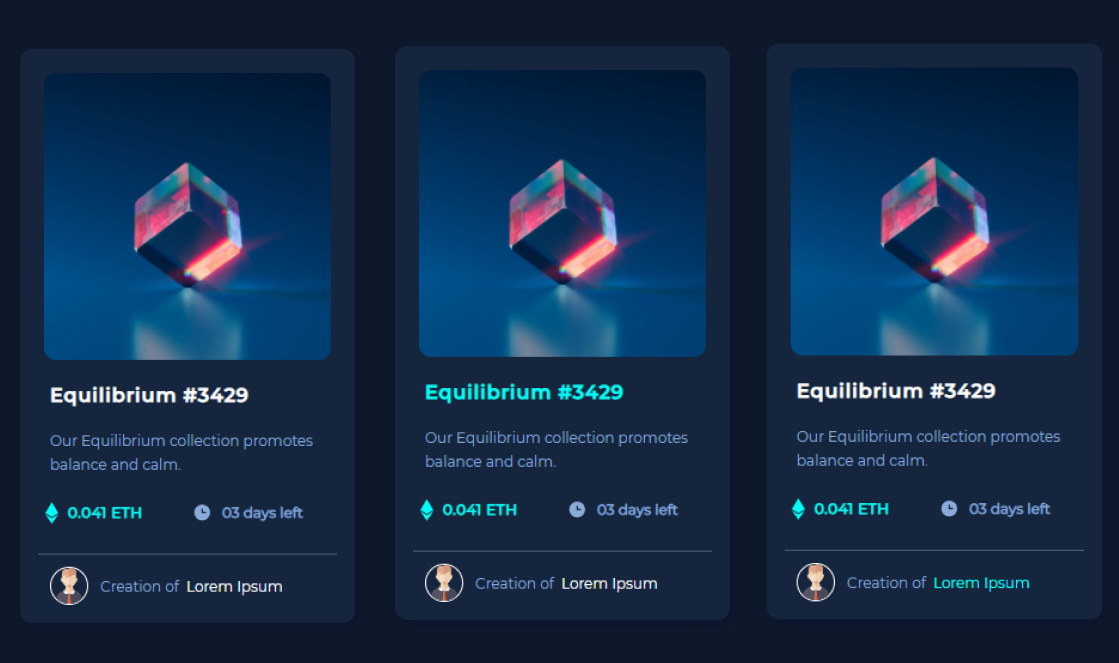 Equilibrium #3429
Our Equilibrium collection promotes
balance and calm.
0.041 ETH 03 days left
Creation of Lorem Ipsum
Equilibrium #3429
Our Equilibrium collection promotes
balance and calm.
0.041 ETH 03 days left
Creation of Lorem Ipsum
Equilibrium #3429
Our Equilibrium collection promotes
balance and calm.
0.041 ETH 03 days left
Creation of Lorem Ipsum